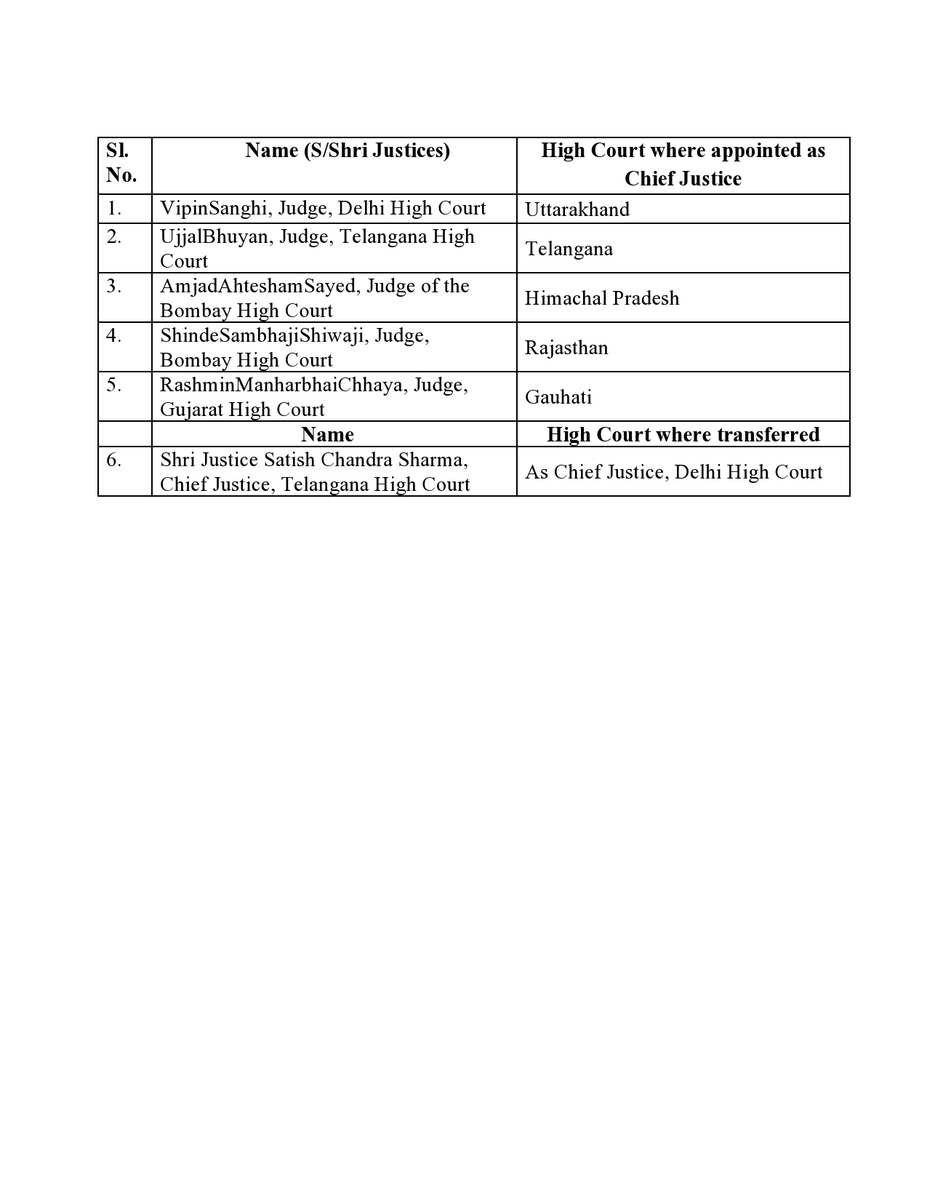 Sl. Name (S/Shri Justices) High Court where appointed as
No. Chief Justice
1. VipinSanghi, Judge, Delhi High Court Uttarakhand
2. UjjalBhuyan, Judge, Telangana High
Court
Telangana
3. AmjadAhteshamSayed, Judge of the
Bombay High Court
Himachal Pradesh
4. ShindeSambhajiShiwaji, Judge,
Bombay High Court
Rajasthan
5. RashminManharbhaiChhaya, Judge,
Gujarat High Court
Gauhati
Name High Court where transferred
6. Shri Justice Satish Chandra Sharma,
Chief Justice, Telangana High Court
As Chief Justice, Delhi High Court